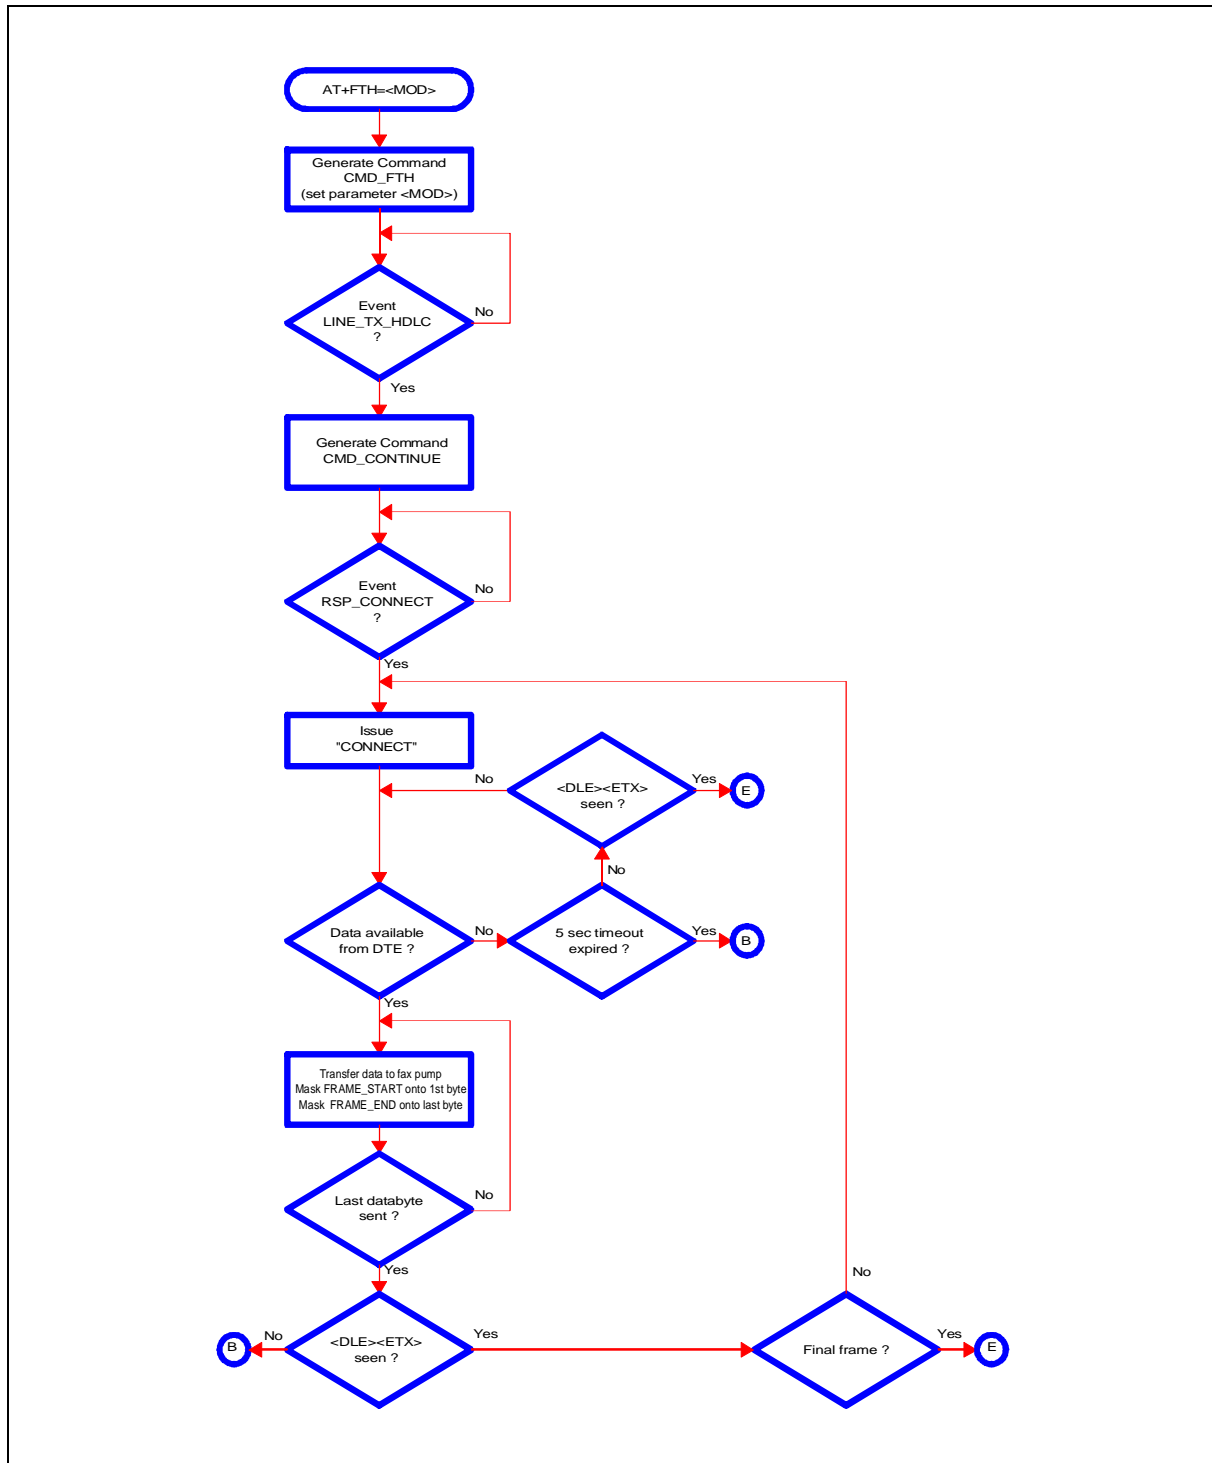 AT+FTH=<MOD>
Generate Command
CMD_FTH
(set parameter <MOD>)
Event
LINE_TX_HDLC
?
No
Yes
Generate Command
CMD_CONTINUE
Event
RSP_CONNECT
?
No
Yes
Issue
"CONNECT"
No
<DLE><ETX>
seen ?
Yes
E
No
Data available
from DTE ?
No
5 sec timeout
expired ?
Yes
B
Yes
Transfer data to fax pump
Mask FRAME_START onto 1st byte
Mask FRAME_END onto last byte
Last databyte
sent ?
No
Yes
B
No
<DLE><ETX>
seen ?
Yes
No
Final frame ?
Yes
E